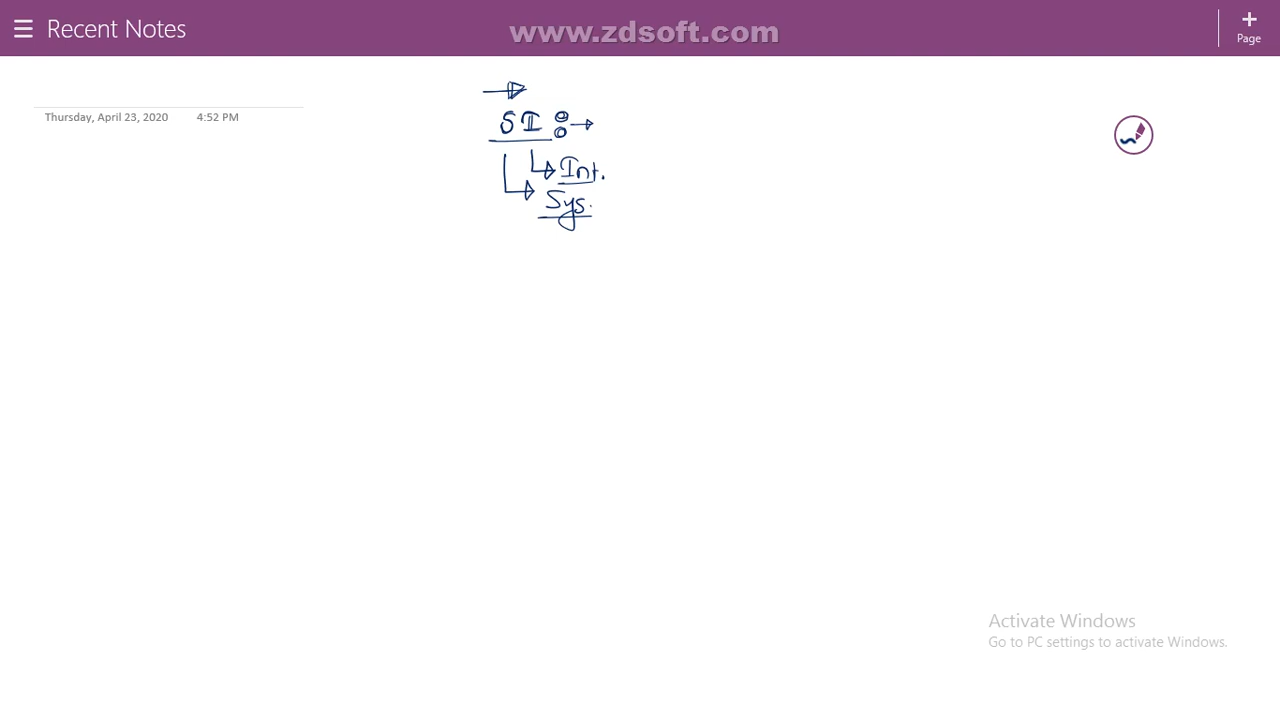 Recent Notes
www.zdsoft.com
Page
Thursday, April 23, 2020 4:52 PM
SI :→
Int.
Sys.
Activate Windows
Go to PC settings to activate Windows.